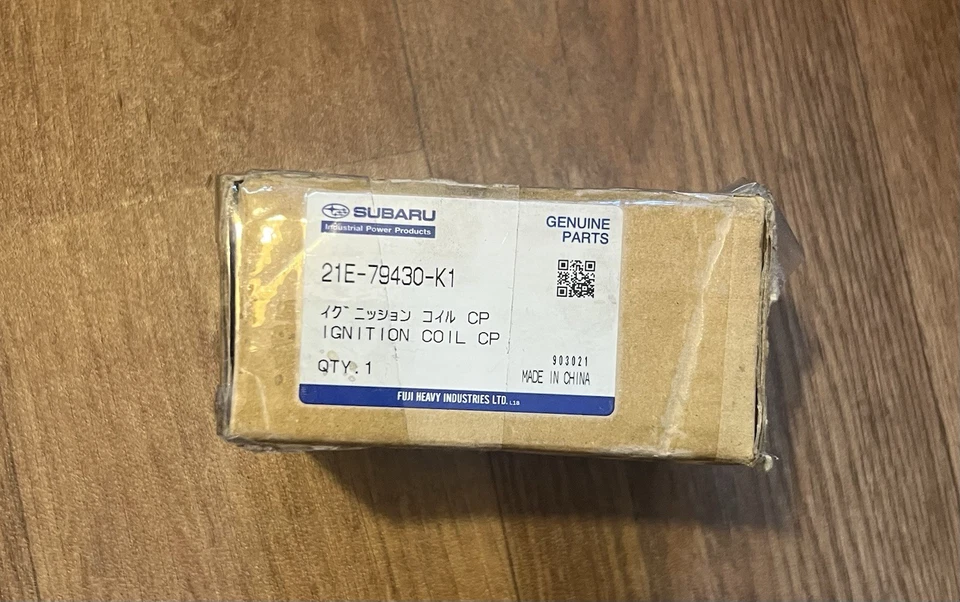 SUBARU
Industrial Power Products
GENUINE
PARTS
21E-79430-K1
イグニッション コイル CP
IGNITION COIL CP
QTY.1
903021
MADE IN CHINA
FUJI HEAVY INDUSTRIES LTD. L18